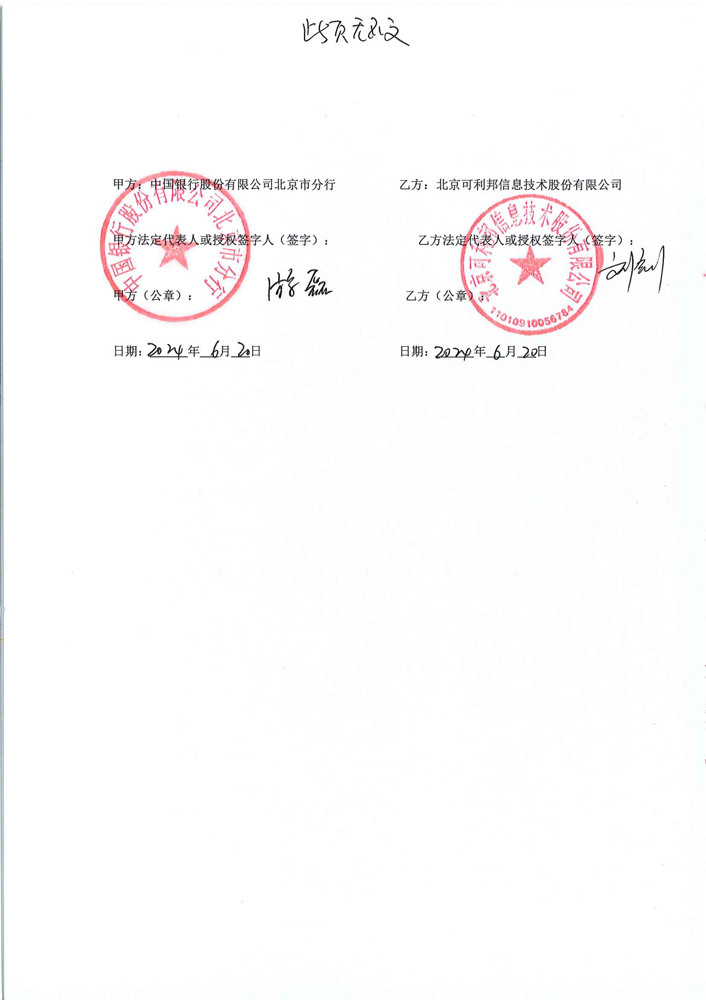 此页无正文
甲方：中国银行股份有限公司北京市分行
乙方：北京可利邦信息技术股份有限公司
中国银行股份有限公司北京市分行
北京可利邦信息技术股份有限公司
甲方法定代表人或授权签字人（签字）：
乙方法定代表人或授权签字人（签字）：
游磊
甲方（公章）：
乙方（公章）：
11010910056784
日期：2024年6月20日
日期：2024年6月20日